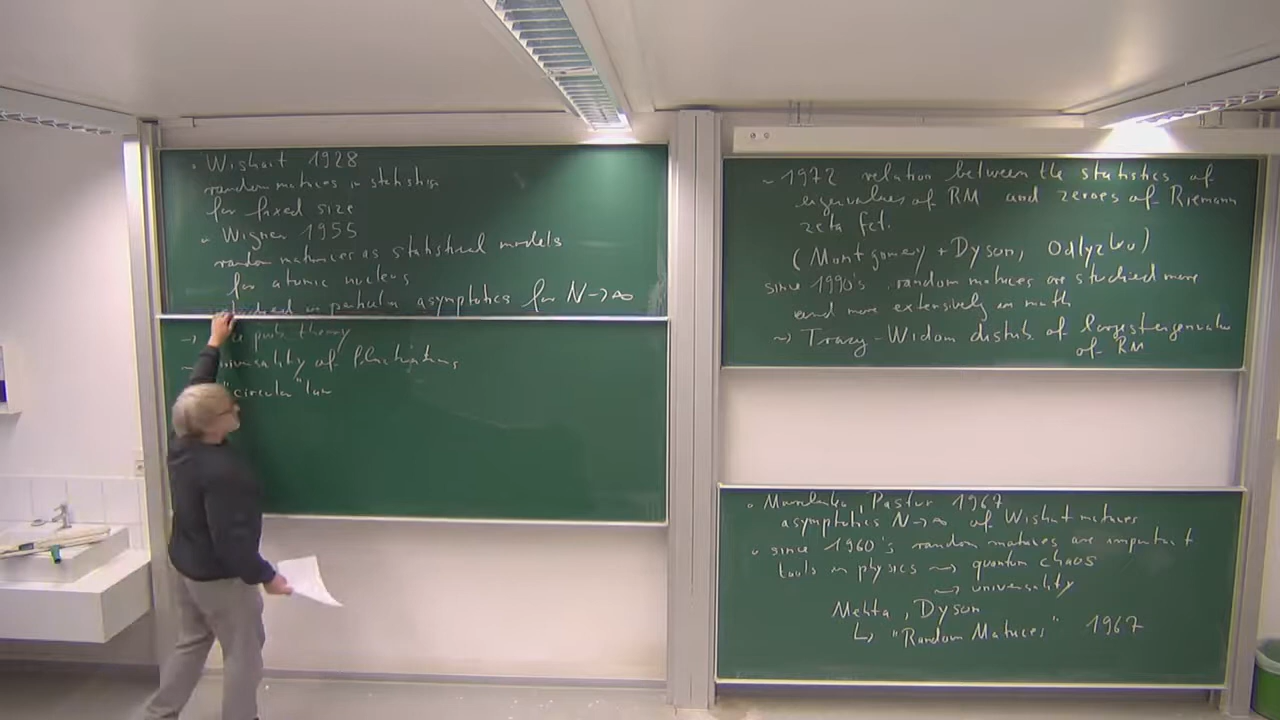 · Wishart 1928
random matrices in statistics
for fixed size
· Wigner 1955
random matrices as statistical models
for atomic nucleus
in particular asymptotics for N→∞
→ prob theory
~ universality of fluctuations
"circular" law
~ 1972 relation between the statistics of
eigenvalues of RM and zeroes of Riemann
zeta fct.
(Montgomery + Dyson, Odlyzko)
since 1990's random matrices are studied more
and more extensively in math
~> Tracy-Widom distrib. of largest eigenvalue
of RM
· Marchenko, Pastur 1967
asymptotics N→∞ of Wishart matrices
· since 1960's random matrices are important
tools in physics ~> quantum chaos
~> universality
Mehta, Dyson
↳ "Random Matrices" 1967